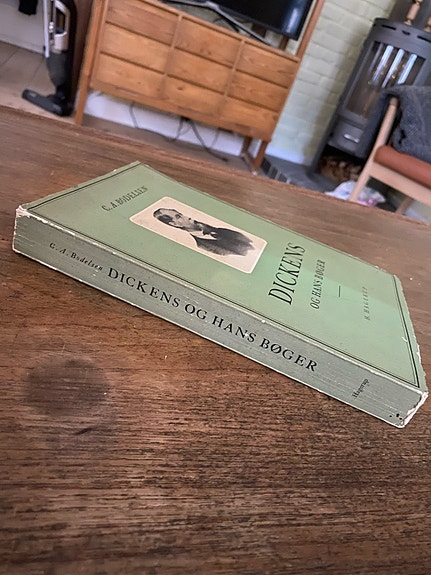 C. A. BODELSEN
DICKENS
OG HANS BØGER
H. HAGERUP
C. A. Bodelsen DICKENS OG HANS BØGER Hagerup